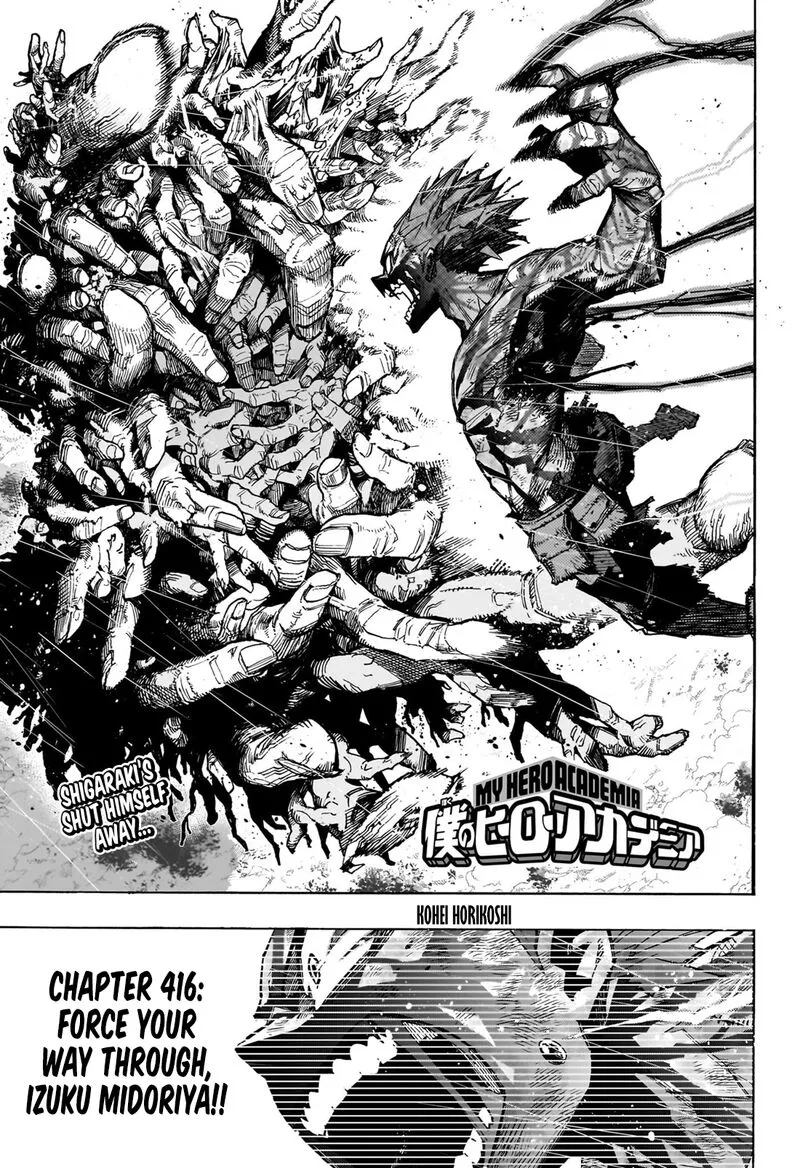 SHIGARAKI'S
SHUT HIMSELF
AWAY...
MY HERO ACADEMIA
僕のヒーローアカデミア
KOHEI HORIKOSHI
CHAPTER 416:
FORCE YOUR
WAY THROUGH,
IZUKU MIDORIYA!!